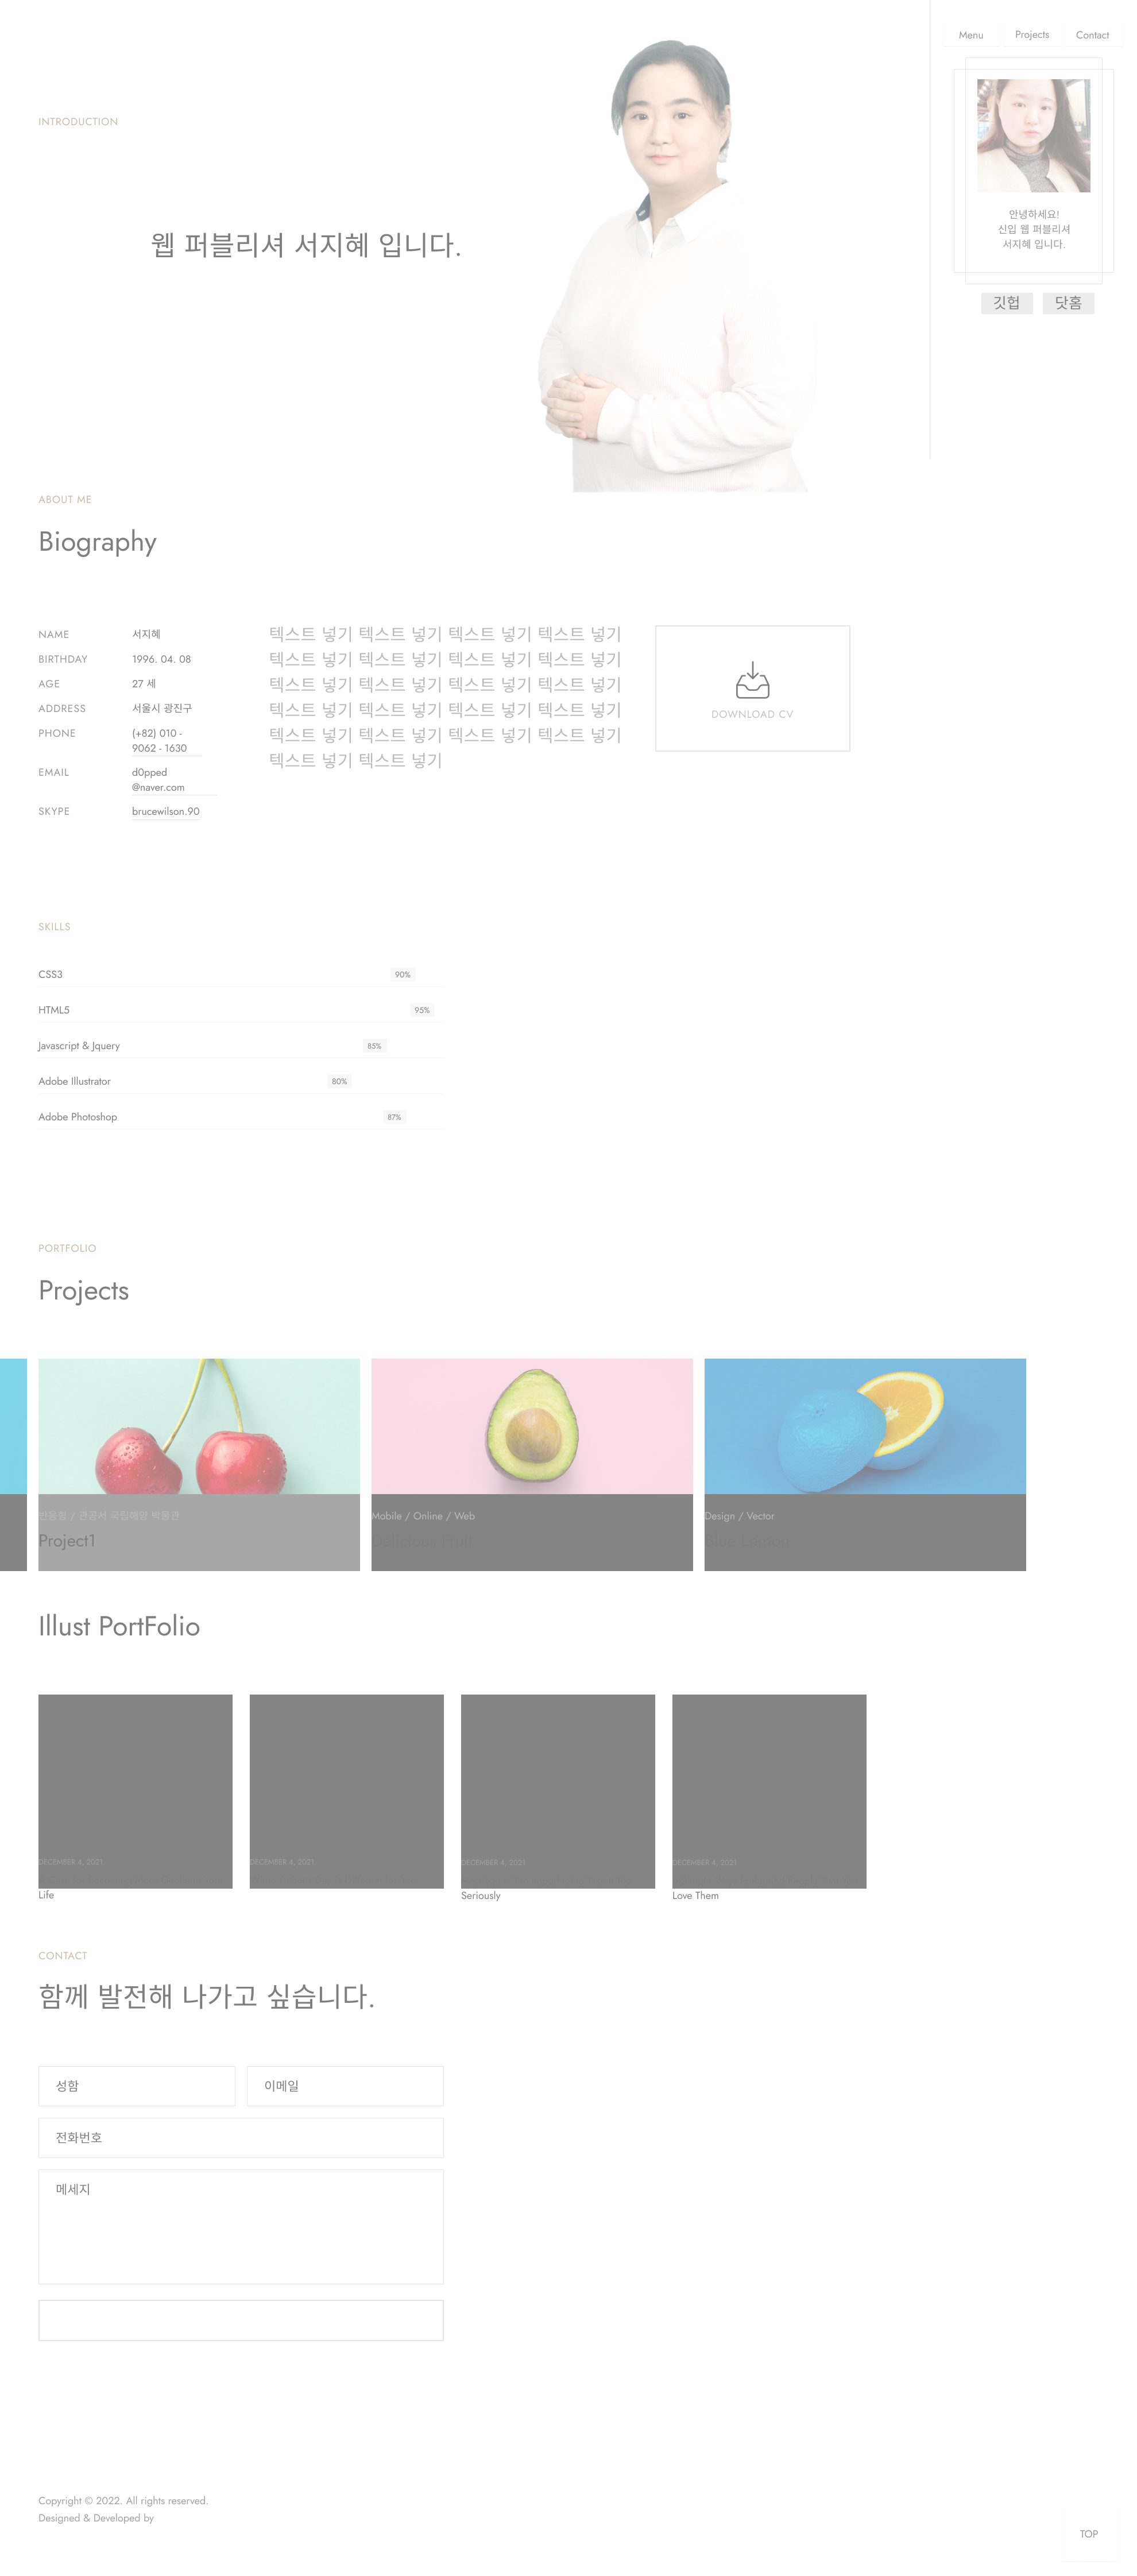 Menu
Projects
Contact
INTRODUCTION
웹 퍼블리셔 서지혜 입니다.
안녕하세요!
신입 웹 퍼블리셔
서지혜 입니다.
깃헙
닷홈
ABOUT ME
Biography
NAME 서지혜
BIRTHDAY 1996. 04. 08
AGE 27 세
ADDRESS 서울시 광진구
PHONE (+82) 010 -
9062 - 1630
EMAIL d0pped
@naver.com
SKYPE brucewilson.90
텍스트 넣기 텍스트 넣기 텍스트 넣기 텍스트 넣기
텍스트 넣기 텍스트 넣기 텍스트 넣기 텍스트 넣기
텍스트 넣기 텍스트 넣기 텍스트 넣기 텍스트 넣기
텍스트 넣기 텍스트 넣기 텍스트 넣기 텍스트 넣기
텍스트 넣기 텍스트 넣기 텍스트 넣기 텍스트 넣기
텍스트 넣기 텍스트 넣기
DOWNLOAD CV
SKILLS
CSS3 90%
HTML5 95%
Javascript & Jquery 85%
Adobe Illustrator 80%
Adobe Photoshop 87%
PORTFOLIO
Projects
반응형 / 관공서 국립해양 박물관
Project1
Mobile / Online / Web
Design / Vector
Illust PortFolio
DECEMBER 4, 2021
Life
DECEMBER 4, 2021
DECEMBER 4, 2021
Seriously
DECEMBER 4, 2021
Love Them
CONTACT
함께 발전해 나가고 싶습니다.
성함
이메일
전화번호
메세지
Copyright © 2022. All rights reserved.
Designed & Developed by
TOP